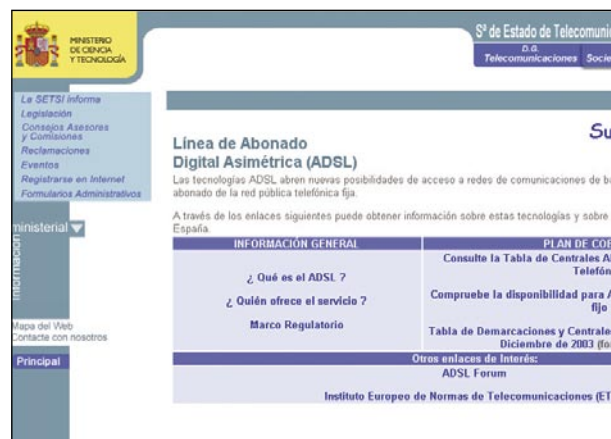 MINISTERIO
DE CIENCIA
Y TECNOLOGÍA
Sª de Estado de Telecomunic
D.G.
Telecomunicaciones
Socie
La SETSI informa
Legislación
Consejos Asesores
y Comisiones
Reclamaciones
Eventos
Registrarse en Internet
Formularios Administrativos
ministerial
Información
Mapa del Web
Contacte con nosotros
Principal
Su
Línea de Abonado
Digital Asimétrica (ADSL)
Las tecnologías ADSL abren nuevas posibilidades de acceso a redes de comunicaciones de ba
abonado de la red pública telefónica fija.
A través de los enlaces siguientes puede obtener información sobre estas tecnologías y sobre
España.
INFORMACIÓN GENERAL
¿ Qué es el ADSL ?
¿ Quién ofrece el servicio ?
Marco Regulatorio
PLAN DE COB
Consulte la Tabla de Centrales A
Telefón
Compruebe la disponibilidad para A
fijo
Tabla de Demarcaciones y Centrale
Diciembre de 2003 (fo
Otros enlaces de Interés:
ADSL Forum
Instituto Europeo de Normas de Telecomunicaciones (ET